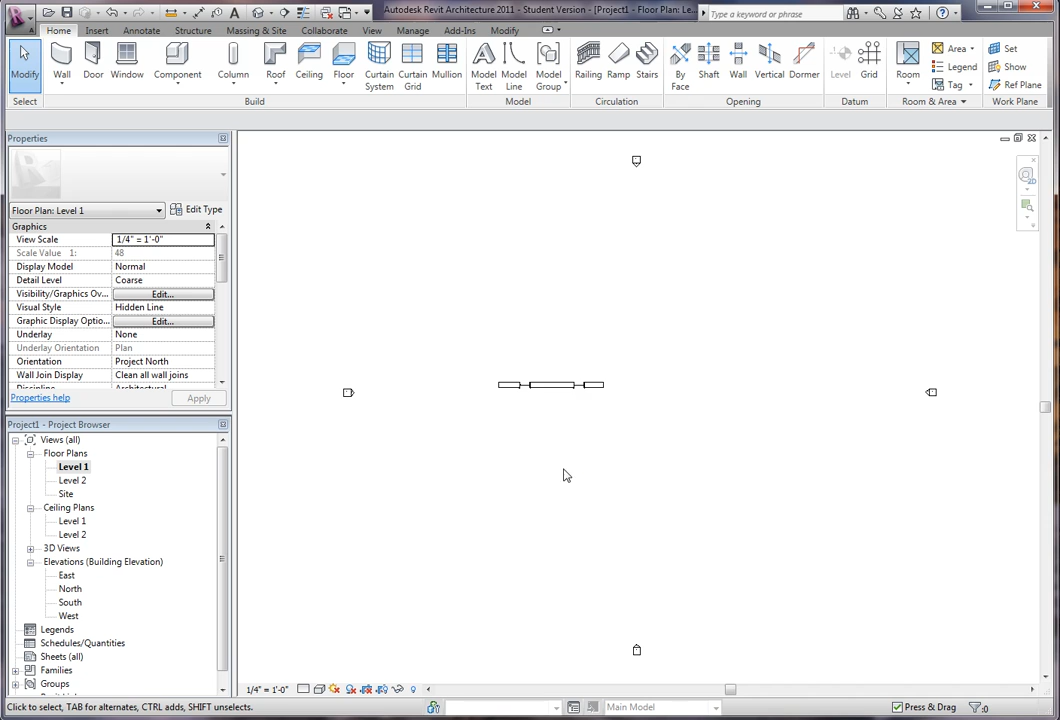 Autodesk Revit Architecture 2011 - Student Version - [Project1 - Floor Plan: Le...
Type a keyword or phrase
Home Insert Annotate Structure Massing & Site Collaborate View Manage Add-Ins Modify
Modify Wall Door Window Component Column Roof Ceiling Floor Curtain System Curtain Grid Mullion Model Text Model Line Model Group Railing Ramp Stairs By Face Shaft Wall Vertical Dormer Level Grid Room Area Legend Tag Set Show Ref Plane
Select Build Model Circulation Opening Datum Room & Area Work Plane
Properties
Floor Plan: Level 1 Edit Type
Graphics
View Scale 1/4" = 1'-0"
Scale Value 1: 48
Display Model Normal
Detail Level Coarse
Visibility/Graphics Ov... Edit...
Visual Style Hidden Line
Graphic Display Optio... Edit...
Underlay None
Underlay Orientation Plan
Orientation Project North
Wall Join Display Clean all wall joins
Discipline Architectural
Properties help Apply
Project1 - Project Browser
Views (all)
Floor Plans
Level 1
Level 2
Site
Ceiling Plans
Level 1
Level 2
3D Views
Elevations (Building Elevation)
East
North
South
West
Legends
Schedules/Quantities
Sheets (all)
Families
Groups
2D
1/4" = 1'-0"
Click to select, TAB for alternates, CTRL adds, SHIFT unselects. Main Model Press & Drag :0